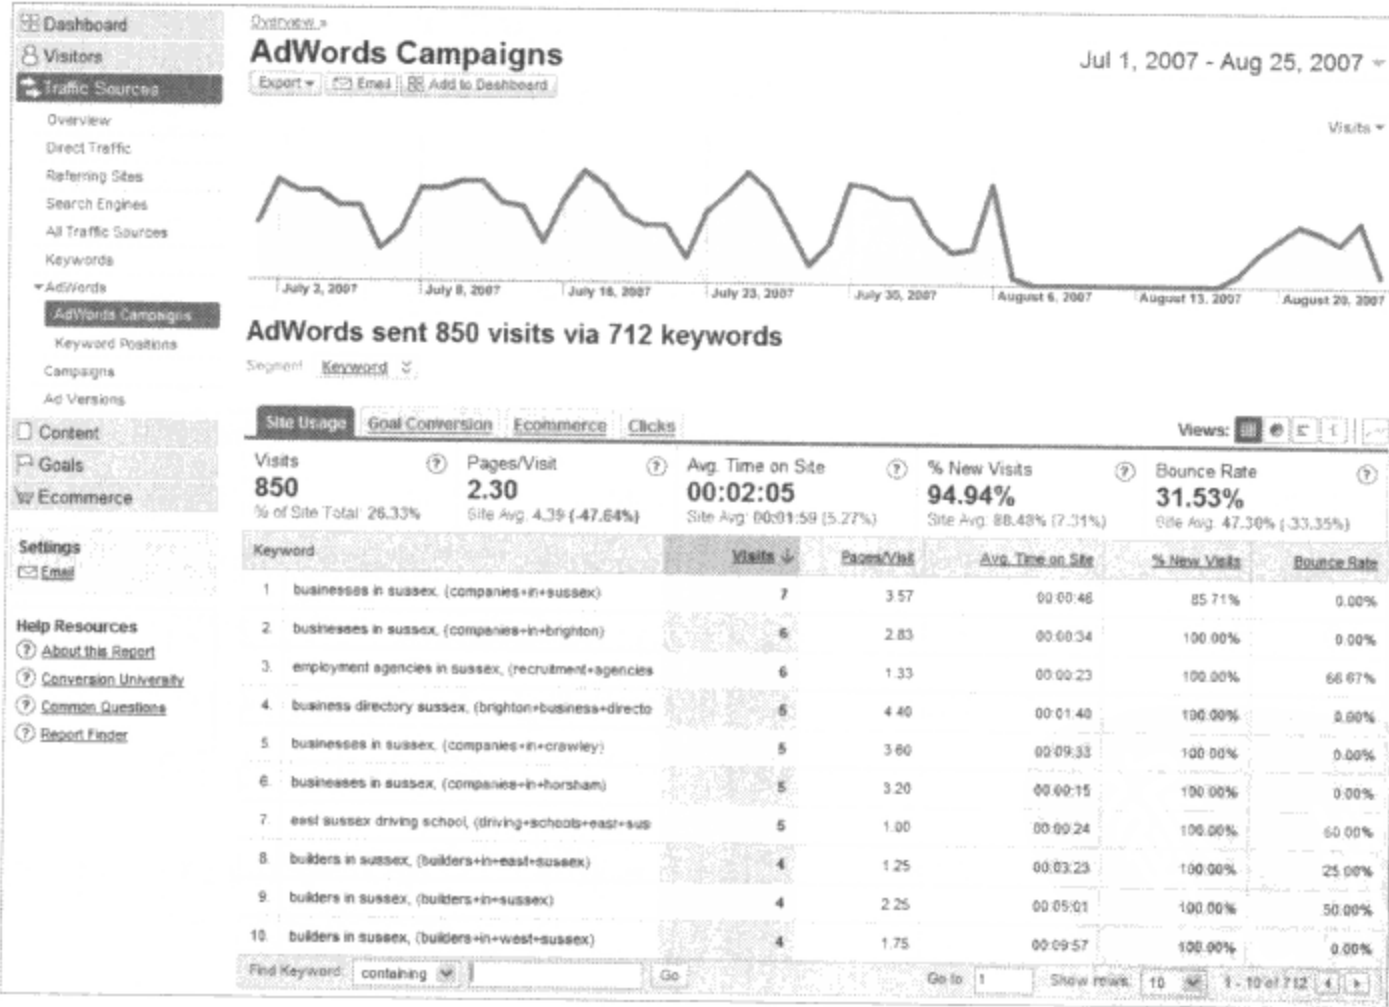 Dashboard
Visitors
Traffic Sources
Overview
Direct Traffic
Referring Sites
Search Engines
All Traffic Sources
Keywords
AdWords
AdWords Campaigns
Keyword Positions
Campaigns
Ad Versions
Content
Goals
Ecommerce
Settings
Email
Help Resources
About this Report
Conversion University
Common Questions
Report Finder
Overview »
AdWords Campaigns
Jul 1, 2007 - Aug 25, 2007
Export Email Add to Dashboard
Visits
July 2, 2007 July 9, 2007 July 16, 2007 July 23, 2007 July 30, 2007 August 6, 2007 August 13, 2007 August 20, 2007
AdWords sent 850 visits via 712 keywords
Segment: Keyword
Site Usage Goal Conversion Ecommerce Clicks Views:
Visits ? Pages/Visit ? Avg. Time on Site ? % New Visits ? Bounce Rate ?
850 2.30 00:02:05 94.94% 31.53%
% of Site Total: 26.33% Site Avg: 4.39 (-47.64%) Site Avg: 00:01:59 (5.27%) Site Avg: 88.48% (7.31%) Site Avg: 47.30% (-33.35%)
Keyword Visits ↓ Pages/Visit Avg. Time on Site % New Visits Bounce Rate
1. businesses in sussex, (companies+in+sussex) 7 3.57 00:00:46 85.71% 0.00%
2. businesses in sussex, (companies+in+brighton) 6 2.83 00:00:34 100.00% 0.00%
3. employment agencies in sussex, (recruitment+agencies 6 1.33 00:00:23 100.00% 66.67%
4. business directory sussex, (brighton+business+directo 5 4.40 00:01:40 100.00% 0.00%
5. businesses in sussex, (companies+in+crawley) 5 3.60 00:09:33 100.00% 0.00%
6. businesses in sussex, (companies+in+horsham) 5 3.20 00:00:15 100.00% 0.00%
7. east sussex driving school, (driving+schools+east+sus 5 1.00 00:00:24 100.00% 60.00%
8. builders in sussex, (builders+in+east+sussex) 4 1.25 00:03:23 100.00% 25.00%
9. builders in sussex, (builders+in+sussex) 4 2.25 00:05:01 100.00% 50.00%
10. builders in sussex, (builders+in+west+sussex) 4 1.75 00:09:57 100.00% 0.00%
Find Keyword: containing Go Go to: 1 Show rows: 10 1 - 10 of 712